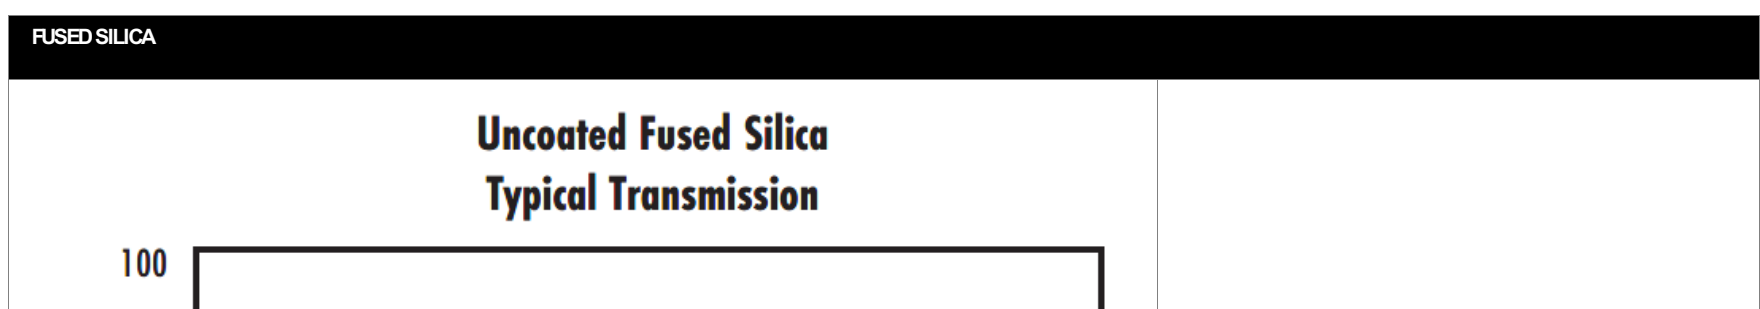 FUSED SILICA
Uncoated Fused Silica
Typical Transmission
100